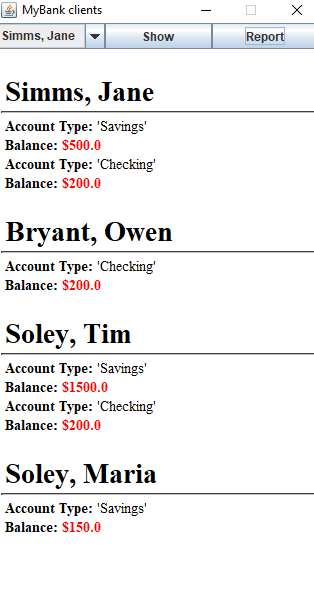 MyBank clients
Simms, Jane Show Report
Simms, Jane
Account Type: 'Savings'
Balance: $500.0
Account Type: 'Checking'
Balance: $200.0
Bryant, Owen
Account Type: 'Checking'
Balance: $200.0
Soley, Tim
Account Type: 'Savings'
Balance: $1500.0
Account Type: 'Checking'
Balance: $200.0
Soley, Maria
Account Type: 'Savings'
Balance: $150.0